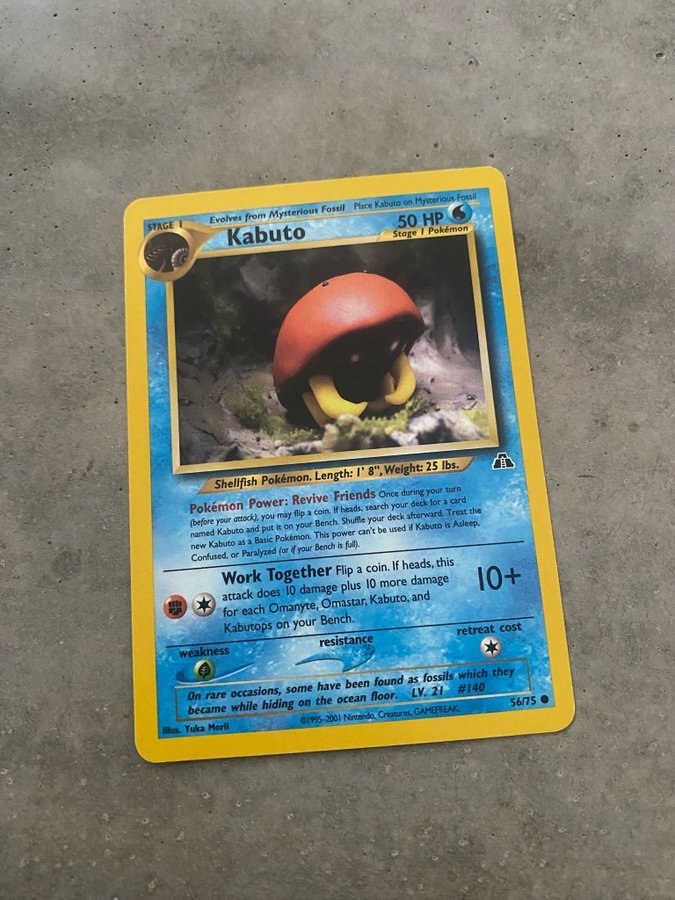 STAGE 1
Evolves from Mysterious Fossil Place Kabuto on Mysterious Fossil
Kabuto 50 HP
Stage 1 Pokémon
Shellfish Pokémon. Length: 1' 8", Weight: 25 lbs.
Pokémon Power: Revive Friends Once during your turn
(before your attack), you may flip a coin. If heads, search your deck for a card
named Kabuto and put it on your Bench. Shuffle your deck afterward. Treat the
new Kabuto as a Basic Pokémon. This power can't be used if Kabuto is Asleep,
Confused, or Paralyzed (or if your Bench is full).
Work Together Flip a coin. If heads, this
attack does 10 damage plus 10 more damage
for each Omanyte, Omastar, Kabuto, and
Kabutops on your Bench.
10+
weakness resistance retreat cost
On rare occasions, some have been found as fossils which they
became while hiding on the ocean floor. LV. 21 #140
Illus. Yuka Morii ©1995-2001 Nintendo, Creatures, GAMEFREAK. 56/75